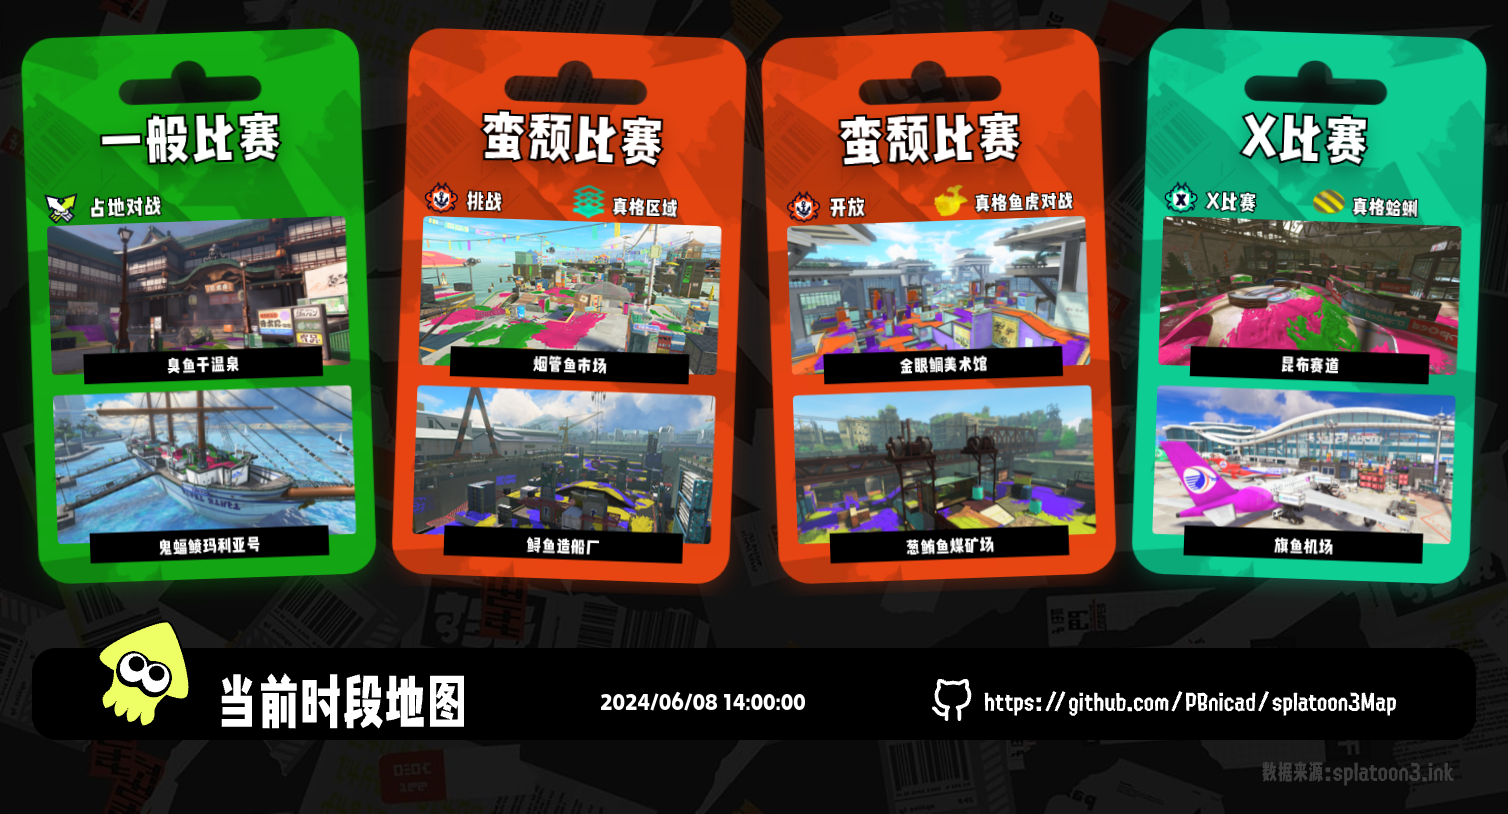 一般比赛
占地对战
臭鱼干温泉
鬼蝠鲼玛利亚号
蛮颓比赛
挑战
真格区域
烟管鱼市场
鲟鱼造船厂
蛮颓比赛
开放
真格鱼虎对战
金眼鲷美术馆
葱鲔鱼煤矿场
X比赛
X比赛
真格蛤蜊
昆布赛道
旗鱼机场
当前时段地图
2024/06/08 14:00:00
https://github.com/PBnicad/splatoon3Map
数据来源:splatoon3.ink